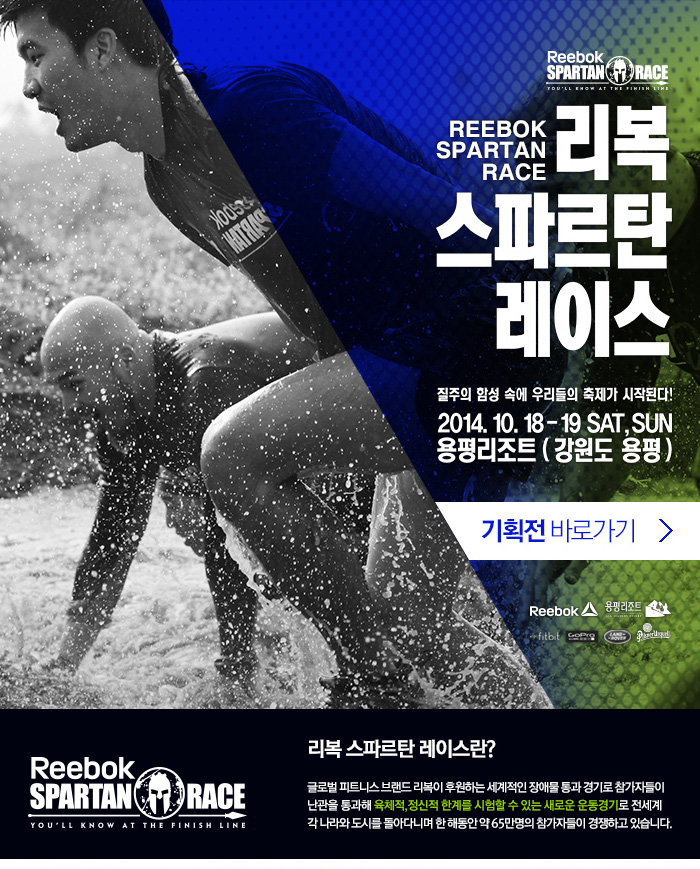 Reebok
SPARTAN RACE
YOU'LL KNOW AT THE FINISH LINE
REEBOK
SPARTAN
RACE
리복
스파르탄
레이스
Reebok
SPARTAN
질주의 함성 속에 우리들의 축제가 시작된다!
2014. 10. 18 - 19 SAT, SUN
용평리조트 ( 강원도 용평 )
기획전 바로가기 >
Reebok 용평리조트
fitbit GoPro LAND ROVER Pilsner Urquell
리복 스파르탄 레이스란?
Reebok
SPARTAN RACE
YOU'LL KNOW AT THE FINISH LINE
글로벌 피트니스 브랜드 리복이 후원하는 세계적인 장애물 통과 경기로 참가자들이
난관을 통과해 육체적,정신적 한계를 시험할 수 있는 새로운 운동경기로 전세계
각 나라와 도시를 돌아다니며 한 해동안 약 65만명의 참가자들이 경쟁하고 있습니다.